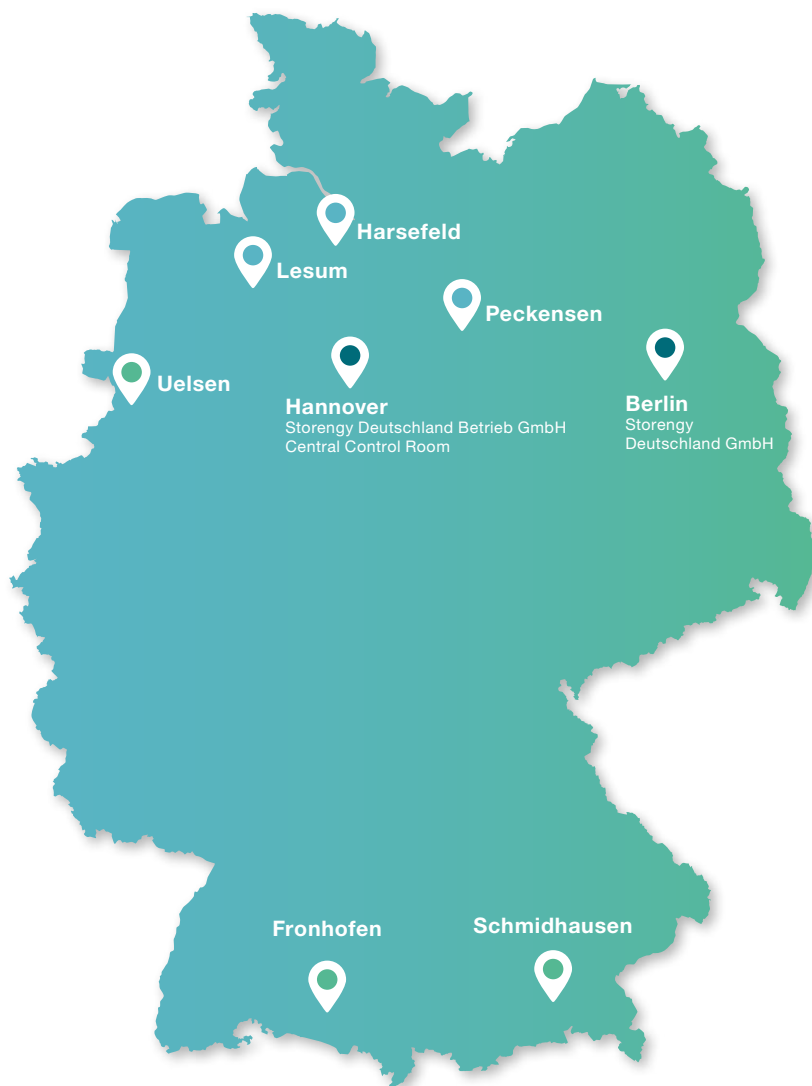 Harsefeld
Lesum
Peckensen
Uelsen
Hannover
Storengy Deutschland Betrieb GmbH
Central Control Room
Berlin
Storengy
Deutschland GmbH
Fronhofen
Schmidhausen